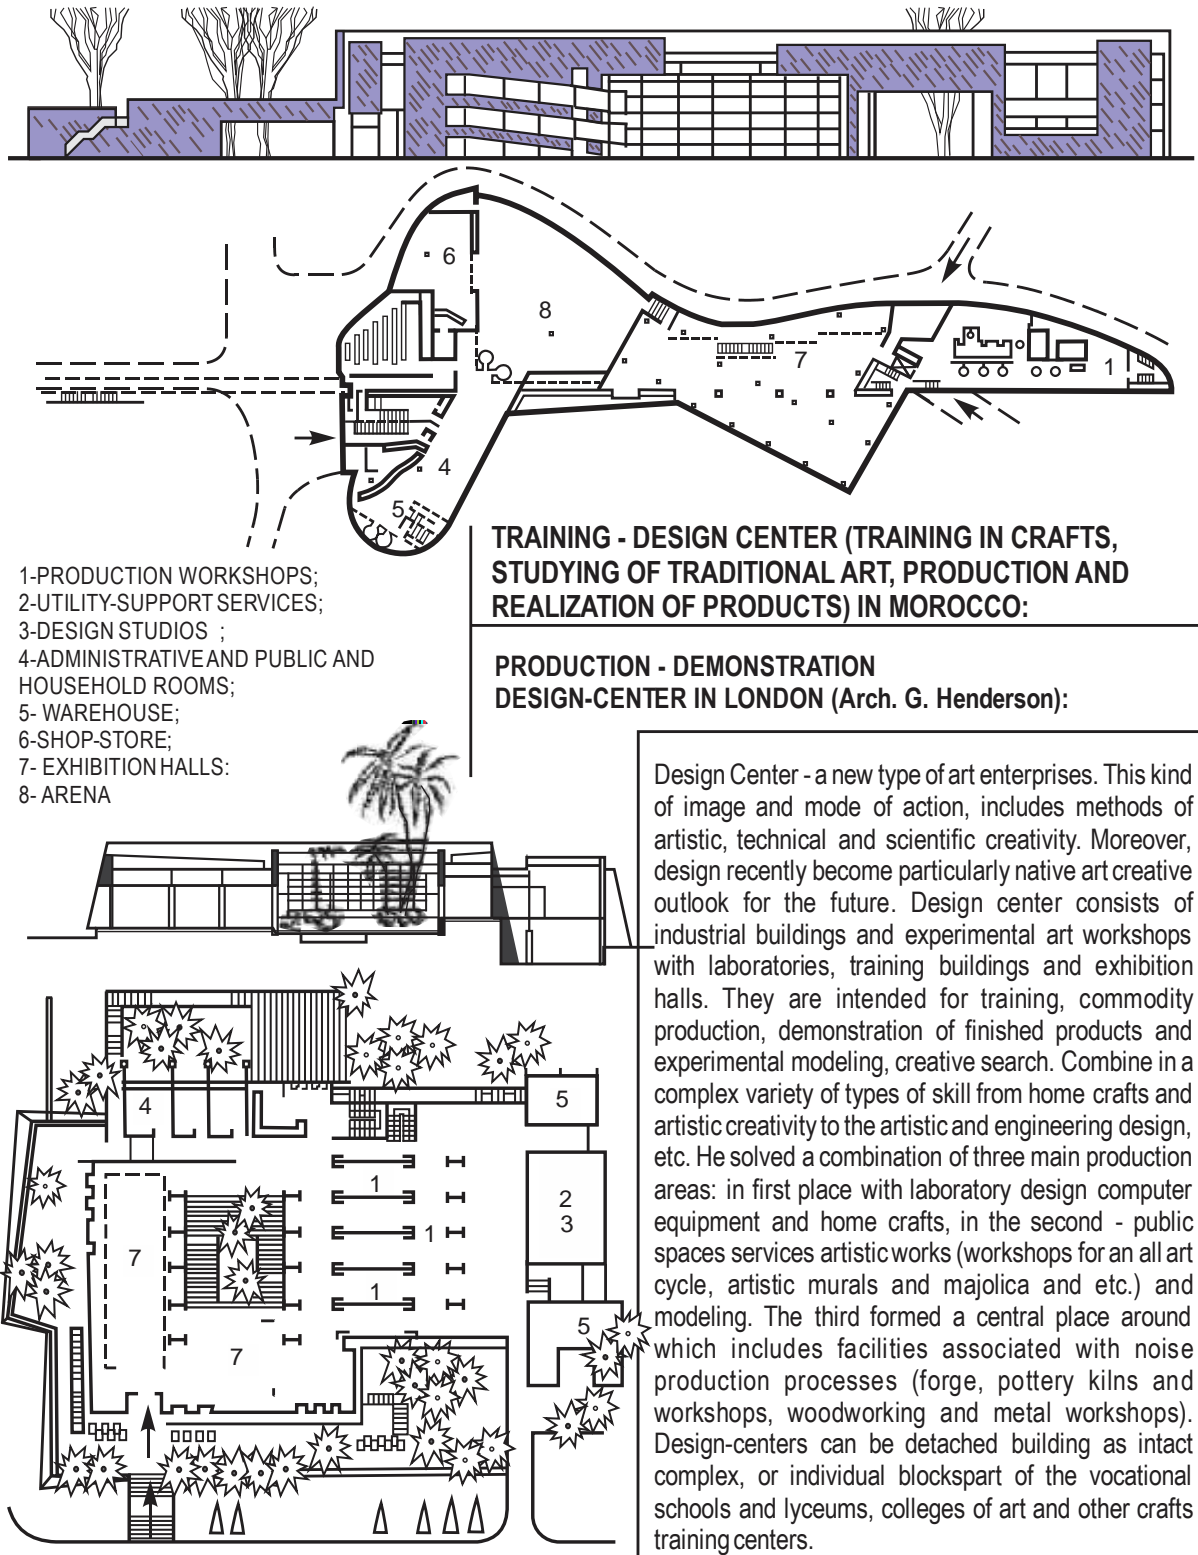 6
8
7
1
4
5
TRAINING - DESIGN CENTER (TRAINING IN CRAFTS,
STUDYING OF TRADITIONAL ART, PRODUCTION AND
REALIZATION OF PRODUCTS) IN MOROCCO:
1-PRODUCTION WORKSHOPS;
2-UTILITY-SUPPORT SERVICES;
3-DESIGN STUDIOS ;
4-ADMINISTRATIVE AND PUBLIC AND
HOUSEHOLD ROOMS;
5- WAREHOUSE;
6-SHOP-STORE;
7- EXHIBITION HALLS:
8- ARENA
PRODUCTION - DEMONSTRATION
DESIGN-CENTER IN LONDON (Arch. G. Henderson):
Design Center - a new type of art enterprises. This kind
of image and mode of action, includes methods of
artistic, technical and scientific creativity. Moreover,
design recently become particularly native art creative
outlook for the future. Design center consists of
industrial buildings and experimental art workshops
with laboratories, training buildings and exhibition
halls. They are intended for training, commodity
production, demonstration of finished products and
experimental modeling, creative search. Combine in a
complex variety of types of skill from home crafts and
artistic creativity to the artistic and engineering design,
etc. He solved a combination of three main production
areas: in first place with laboratory design computer
equipment and home crafts, in the second - public
spaces services artistic works (workshops for an all art
cycle, artistic murals and majolica and etc.) and
modeling. The third formed a central place around
which includes facilities associated with noise
production processes (forge, pottery kilns and
workshops, woodworking and metal workshops).
Design-centers can be detached building as intact
complex, or individual blockspart of the vocational
schools and lyceums, colleges of art and other crafts
training centers.
4
5
1
2
3
1
7
1
5
7